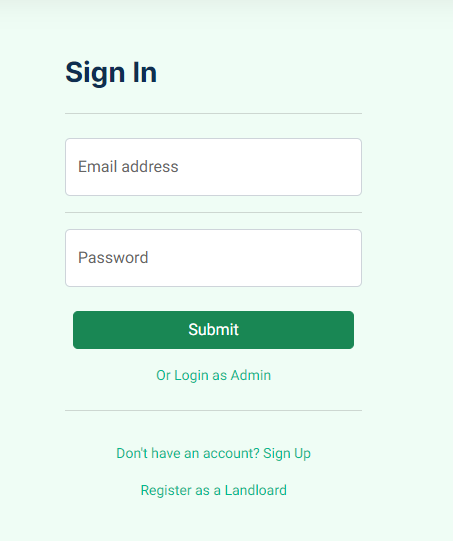 Sign In
Email address
Password
Submit
Or Login as Admin
Don't have an account? Sign Up
Register as a Landloard